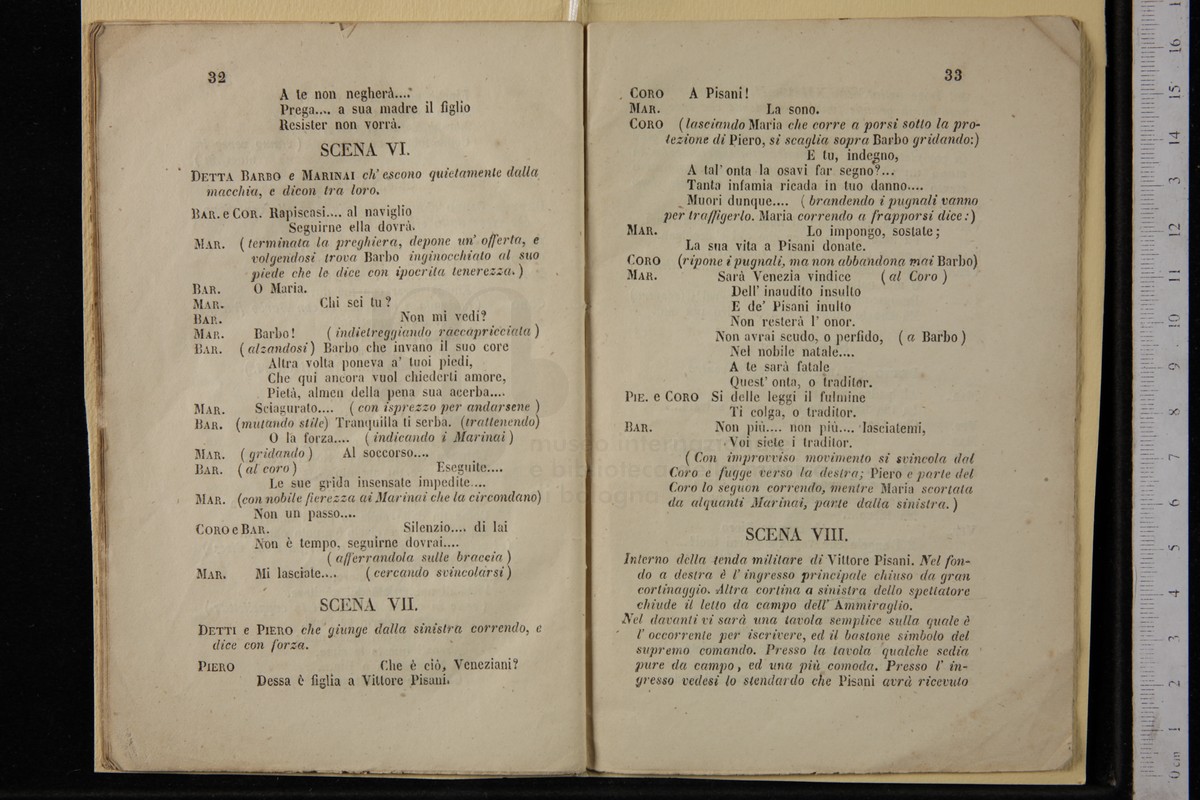 32
A te non negherà....
Prega.... a sua madre il figlio
Resister non vorrà.
SCENA VI.
DETTA BARBO e MARINAI ch' escono quietamente dalla
macchia, e dicon tra loro.
BAR. e COR. Rapiscasi.... al naviglio
Seguirne ella dovrà.
MAR. (terminata la preghiera, depone un' offerta, e
volgendosi trova Barbo inginocchiato al suo
piede che le dice con ipocrita tenerezza.)
BAR. O Maria.
MAR. Chi sei tu?
BAR. Non mi vedi?
MAR. Barbo! (indietreggiando raccapricciata)
BAR. (alzandosi) Barbo che invano il suo core
Altra volta poneva a' tuoi piedi,
Che qui ancora vuol chiederti amore,
Pietà, almen della pena sua acerba....
MAR. Sciagurato.... (con isprezzo per andarsene)
BAR. (mutando stile) Tranquilla ti serba. (trattenendo)
O la forza.... (indicando i Marinai)
MAR. (gridando) Al soccorso....
BAR. (al coro) Eseguite....
Le sue grida insensate impedite....
MAR. (con nobile fierezza ai Marinai che la circondano)
Non un passo....
CORO e BAR. Silenzio.... di lai
Non è tempo, seguirne dovrai....
(afferrandola sulle braccia)
MAR. Mi lasciate.... (cercando svincolarsi)
SCENA VII.
DETTI e PIERO che giunge dalla sinistra correndo, e
dice con forza.
PIERO Che è ciò, Veneziani?
Dessa è figlia a Vittore Pisani.
33
CORO A Pisani!
MAR. La sono.
CORO (lasciando Maria che corre a porsi sotto la pro-
tezione di Piero, si scaglia sopra Barbo gridando:)
E tu, indegno,
A tal' onta la osavi far segno?...
Tanta infamia ricada in tuo danno....
Muori dunque.... (brandendo i pugnali vanno
per traffigerlo. Maria correndo a frapporsi dice:)
MAR. Lo impongo, sostate;
La sua vita a Pisani donate.
CORO (ripone i pugnali, ma non abbandona mai Barbo)
MAR. Sarà Venezia vindice (al Coro)
Dell' inaudito insulto
E de' Pisani inulto
Non resterà l' onor.
Non avrai scudo, o perfido, (a Barbo)
Nel nobile natale....
A te sarà fatale
Quest' onta, o traditor.
PIE. e CORO Si delle leggi il fulmine
Ti colga, o traditor.
BAR. Non più.... non più.... lasciatemi,
Voi siete i traditor.
(Con improvviso movimento si svincola dal
Coro e fugge verso la destra; Piero e parte del
Coro lo seguon correndo, mentre Maria scortata
da alquanti Marinai, parte dalla sinistra.)
SCENA VIII.
Interno della tenda militare di Vittore Pisani. Nel fon-
do a destra è l' ingresso principale chiuso da gran
cortinaggio. Altra cortina a sinistra dello spettatore
chiude il letto da campo dell' Ammiraglio.
Nel davanti vi sarà una tavola semplice sulla quale è
l' occorrente per iscrivere, ed il bastone simbolo del
supremo comando. Presso la tavola qualche sedia
pure da campo, ed una più comoda. Presso l' in-
gresso vedesi lo stendardo che Pisani avrà ricevuto